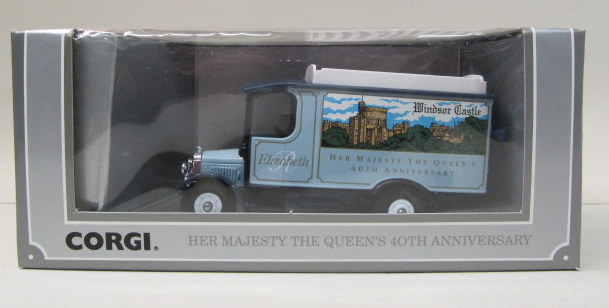 Windsor Castle
Elizabeth
R
HER MAJESTY THE QUEEN'S
40TH ANNIVERSARY
CORGI®
HER MAJESTY THE QUEEN'S 40TH ANNIVERSARY